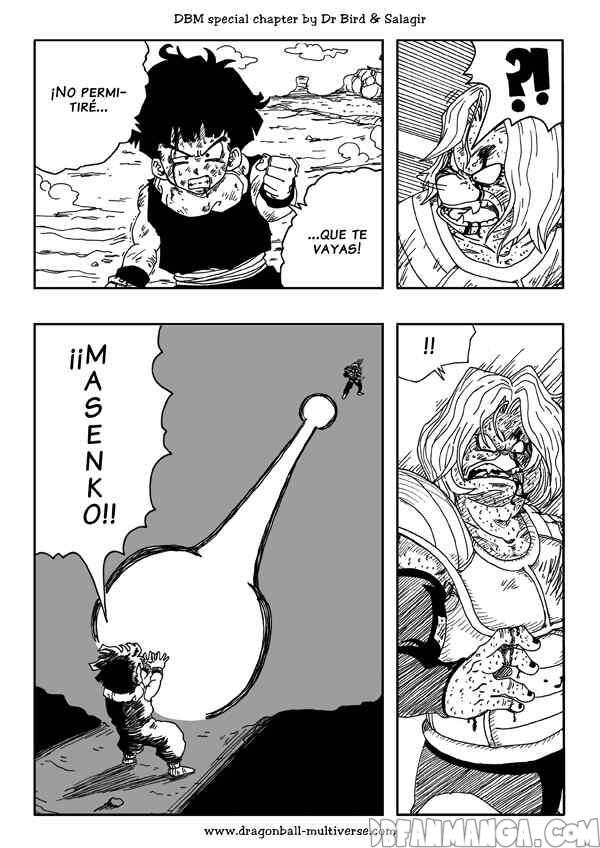 DBM special chapter by Dr Bird & Salagir
¡NO PERMI-
TIRÉ...
...QUE TE
VAYAS!
?!
¡¡MASENKO!!
!!
www.dragonball-multiverse.com
DBFANMANGA.COM